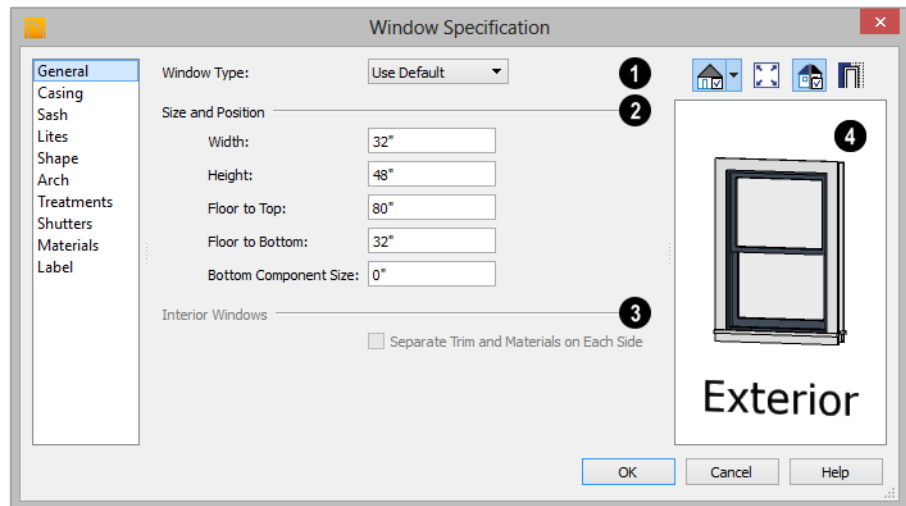 Window Specification
General
Casing
Sash
Lites
Shape
Arch
Treatments
Shutters
Materials
Label
Window Type: Use Default 1
Size and Position 2
Width: 32"
Height: 48"
Floor to Top: 80"
Floor to Bottom: 32"
Bottom Component Size: 0"
Interior Windows 3
Separate Trim and Materials on Each Side
4
Exterior
OK Cancel Help